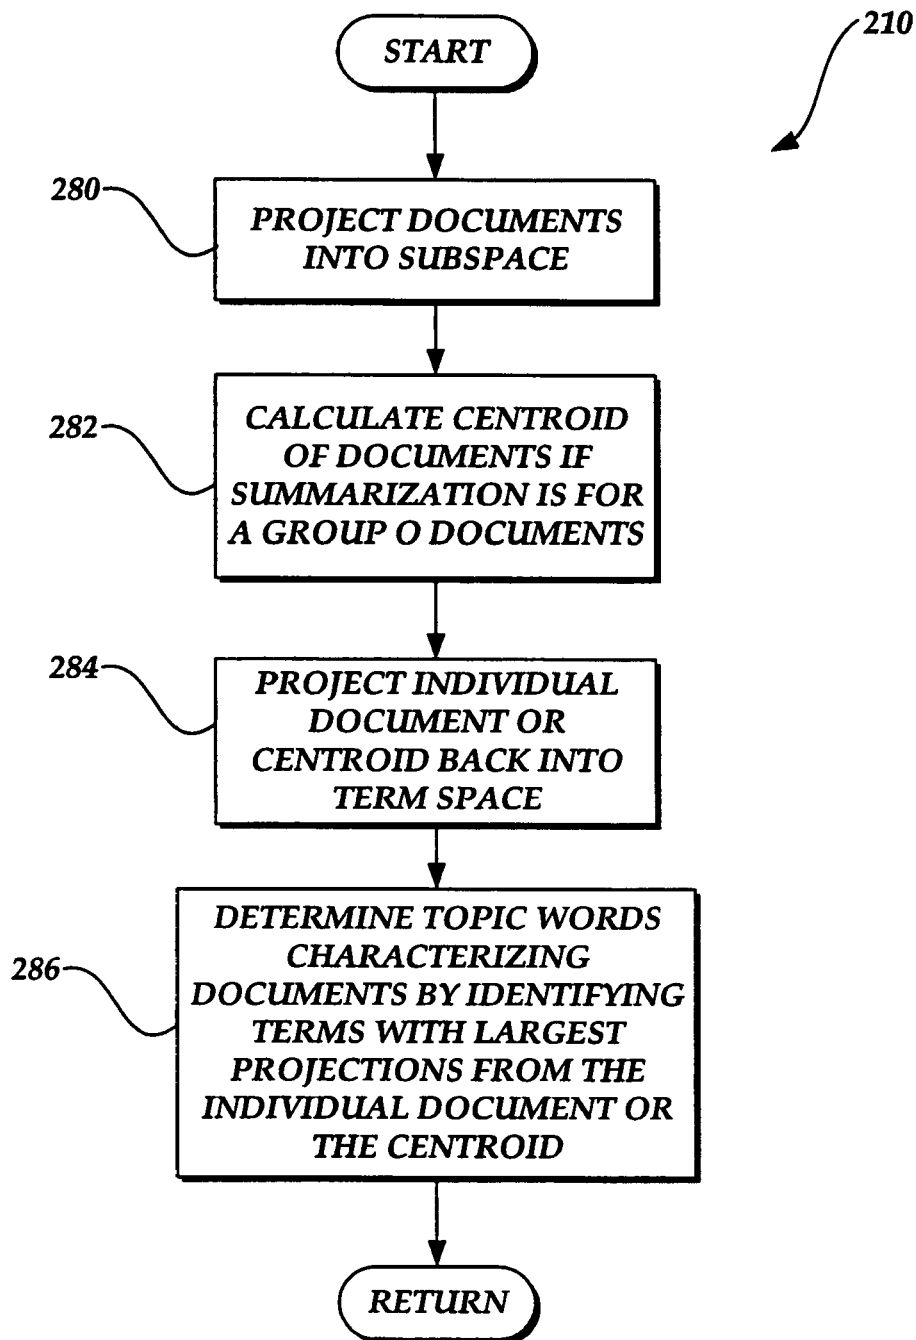 210
START
280
PROJECT DOCUMENTS
INTO SUBSPACE
282
CALCULATE CENTROID
OF DOCUMENTS IF
SUMMARIZATION IS FOR
A GROUP O DOCUMENTS
284
PROJECT INDIVIDUAL
DOCUMENT OR
CENTROID BACK INTO
TERM SPACE
286
DETERMINE TOPIC WORDS
CHARACTERIZING
DOCUMENTS BY IDENTIFYING
TERMS WITH LARGEST
PROJECTIONS FROM THE
INDIVIDUAL DOCUMENT OR
THE CENTROID
RETURN